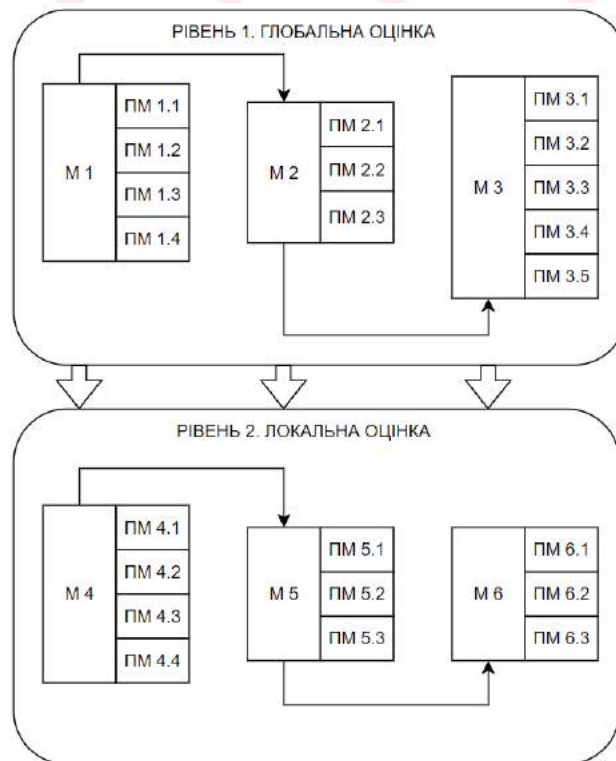 РІВЕНЬ 1. ГЛОБАЛЬНА ОЦІНКА
М 1
ПМ 1.1
ПМ 1.2
ПМ 1.3
ПМ 1.4
М 2
ПМ 2.1
ПМ 2.2
ПМ 2.3
М 3
ПМ 3.1
ПМ 3.2
ПМ 3.3
ПМ 3.4
ПМ 3.5
РІВЕНЬ 2. ЛОКАЛЬНА ОЦІНКА
М 4
ПМ 4.1
ПМ 4.2
ПМ 4.3
ПМ 4.4
М 5
ПМ 5.1
ПМ 5.2
ПМ 5.3
М 6
ПМ 6.1
ПМ 6.2
ПМ 6.3